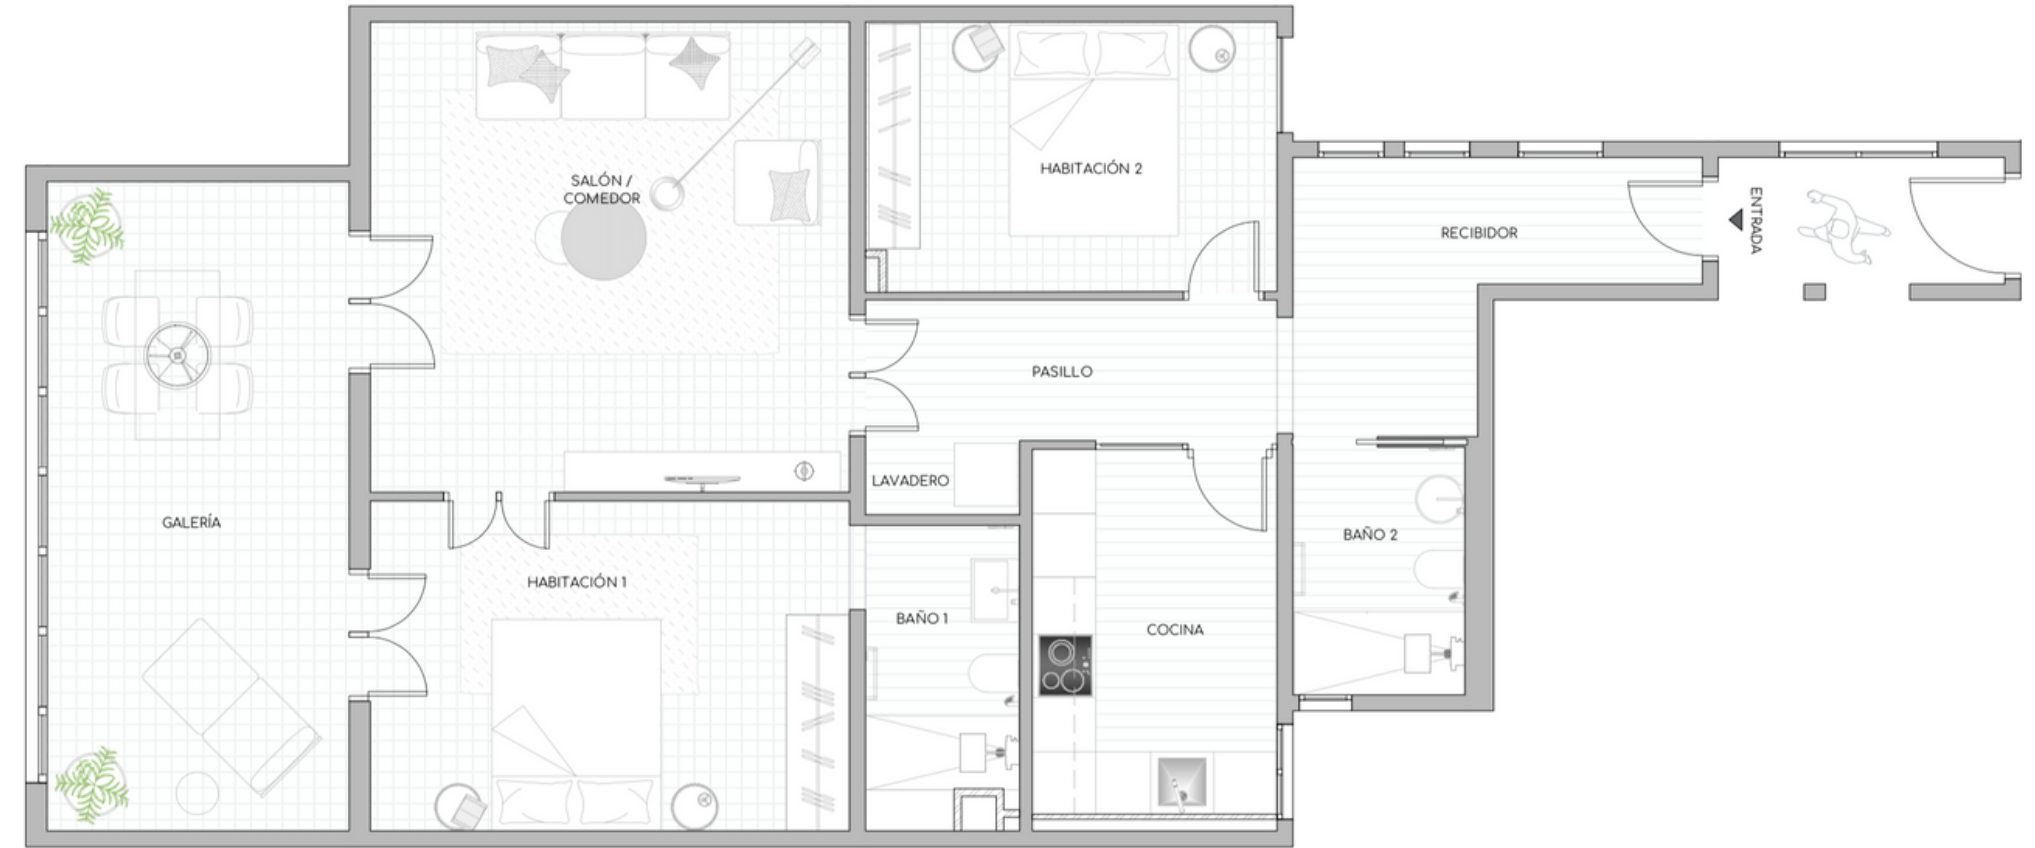 SALÓN /
COMEDOR
HABITACIÓN 2
RECIBIDOR
ENTRADA
PASILLO
LAVADERO
GALERÍA
HABITACIÓN 1
BAÑO 1
COCINA
BAÑO 2